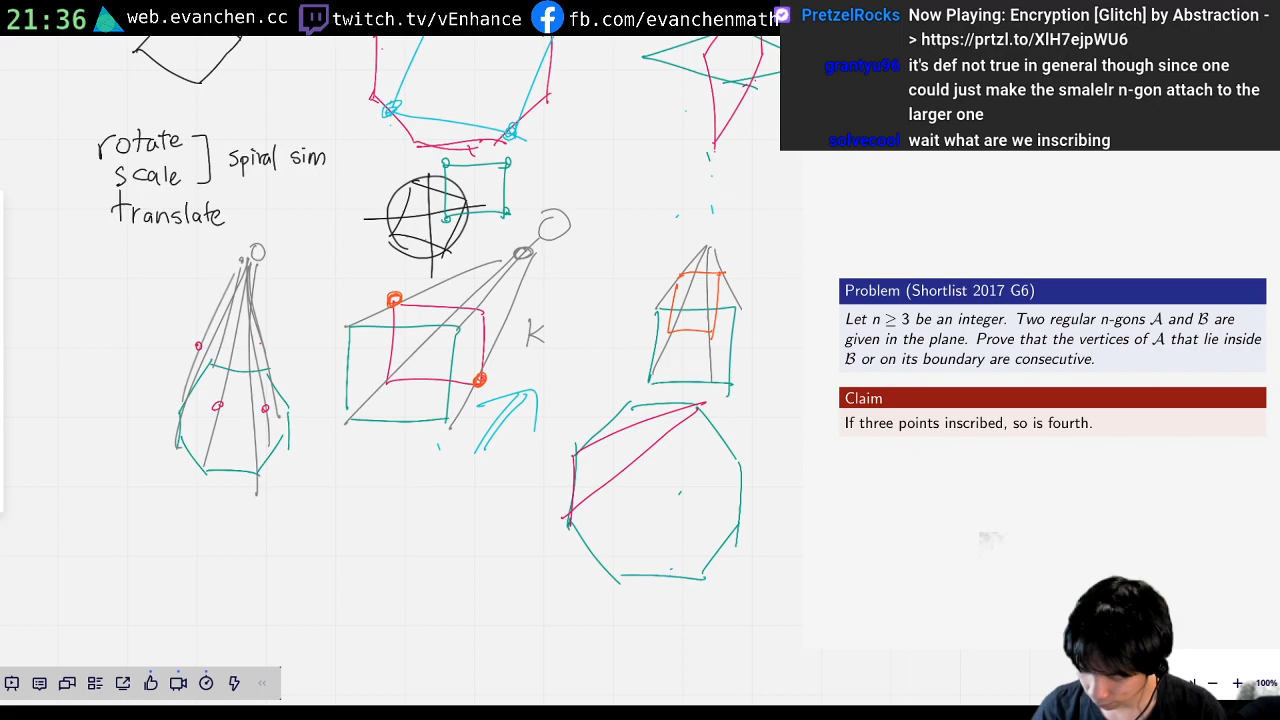 21:36
web.evanchen.cc
twitch.tv/vEnhance
fb.com/evanchenmath
PretzelRocks Now Playing: Encryption [Glitch] by Abstraction -
> https://prtzl.to/XlH7ejpWU6
grantyu96 it's def not true in general though since one
could just make the smalelr n-gon attach to the
larger one
solvecool wait what are we inscribing
rotate
scale
spiral sim
translate
K
Problem (Shortlist 2017 G6)
Let n ≥ 3 be an integer. Two regular n-gons 𝒜 and ℬ are
given in the plane. Prove that the vertices of 𝒜 that lie inside
ℬ or on its boundary are consecutive.
Claim
If three points inscribed, so is fourth.
100%